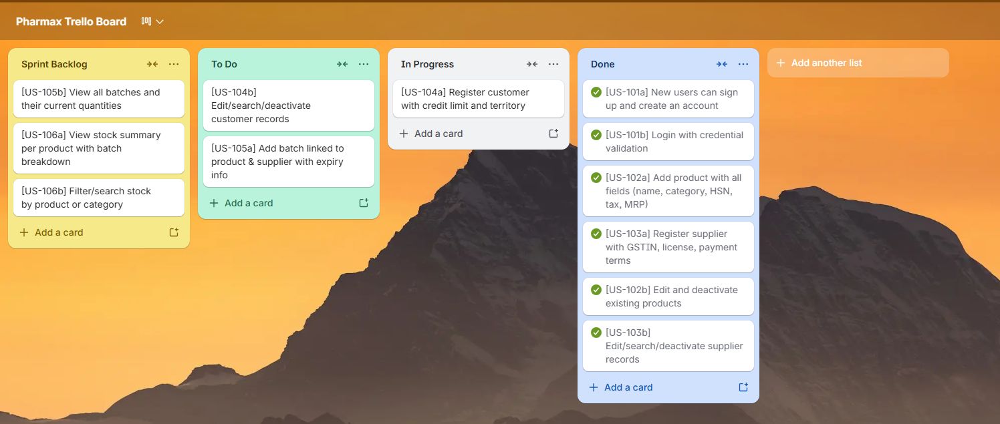 Pharmax Trello Board
Sprint Backlog
[US-105b] View all batches and
their current quantities
[US-106a] View stock summary
per product with batch
breakdown
[US-106b] Filter/search stock
by product or category
Add a card
To Do
[US-104b]
Edit/search/deactivate
customer records
[US-105a] Add batch linked to
product & supplier with expiry
info
Add a card
In Progress
[US-104a] Register customer
with credit limit and territory
Add a card
Done
[US-101a] New users can sign
up and create an account
[US-101b] Login with credential
validation
[US-102a] Add product with all
fields (name, category, HSN,
tax, MRP)
[US-103a] Register supplier
with GSTIN, license, payment
terms
[US-102b] Edit and deactivate
existing products
[US-103b]
Edit/search/deactivate supplier
records
Add a card
Add another list